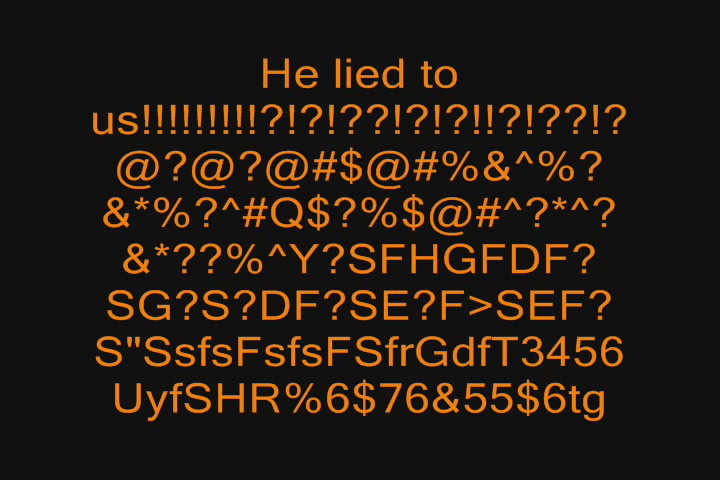 He lied to
us!!!!!!!!!?!?!??!?!?!!?!??!?
@?@?@#$@#%&^%?
&*%?^#Q$?%$@#^?*^?
&*??%^Y?SFHGFDF?
SG?S?DF?SE?F>SEF?
S"SsfsFsfsFSfrGdfT3456
UyfSHR%6$76&55$6tg